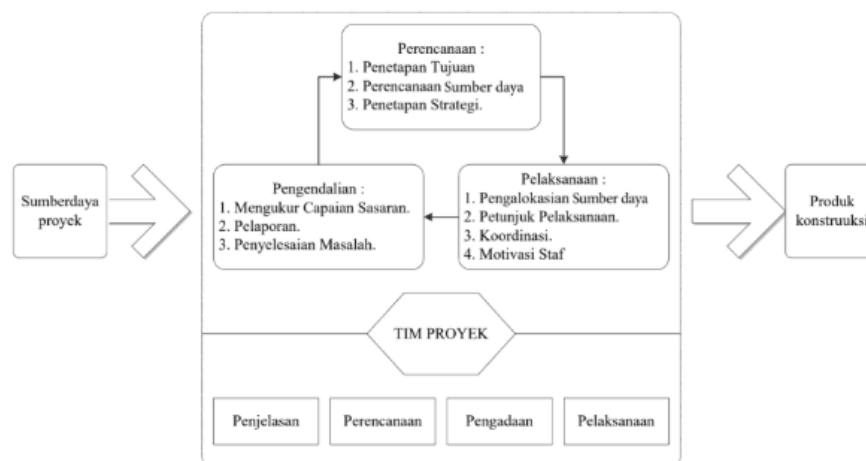 Perencanaan :
1. Penetapan Tujuan
2. Perencanaan Sumber daya
3. Penetapan Strategi.
Sumberdaya
proyek
Pengendalian :
1. Mengukur Capaian Sasaran.
2. Pelaporan.
3. Penyelesaian Masalah.
Pelaksanaan :
1. Pengalokasian Sumber daya
2. Petunjuk Pelaksanaan.
3. Koordinasi.
4. Motivasi Staf
Produk
konstruuksi
TIM PROYEK
Penjelasan
Perencanaan
Pengadaan
Pelaksanaan